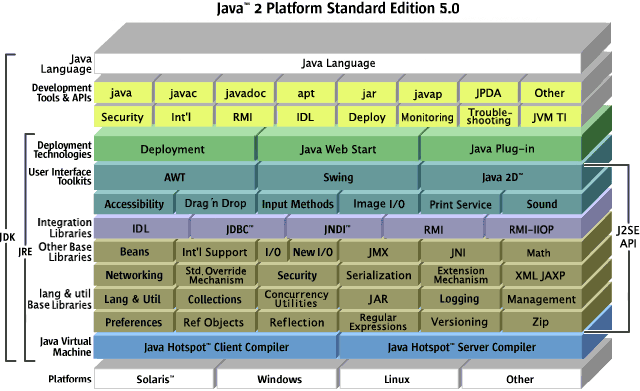 Java™ 2 Platform Standard Edition 5.0
Java Language
Java Language
Development Tools & APIs
java javac javadoc apt jar javap JPDA Other
Security Int'l RMI IDL Deploy Monitoring Trouble-shooting JVM TI
Deployment Technologies
Deployment Java Web Start Java Plug-in
User Interface Toolkits
AWT Swing Java 2D™
Accessibility Drag 'n Drop Input Methods Image I/O Print Service Sound
Integration Libraries
IDL JDBC™ JNDI™ RMI RMI-IIOP
Other Base Libraries
Beans Int'l Support I/O New I/O JMX JNI Math
Networking Std. Override Mechanism Security Serialization Extension Mechanism XML JAXP
lang & util Base Libraries
Lang & Util Collections Concurrency Utilities JAR Logging Management
Preferences Ref Objects Reflection Regular Expressions Versioning Zip
Java Virtual Machine
Java Hotspot™ Client Compiler Java Hotspot™ Server Compiler
Platforms
Solaris™ Windows Linux Other
JDK
JRE
J2SE API